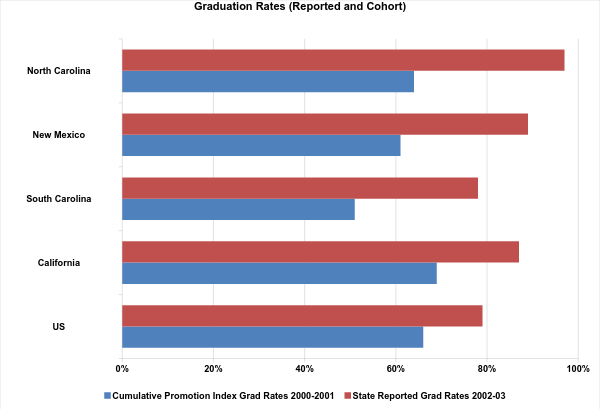 Graduation Rates (Reported and Cohort)
North Carolina
New Mexico
South Carolina
California
US
0% 20% 40% 60% 80% 100%
Cumulative Promotion Index Grad Rates 2000-2001 State Reported Grad Rates 2002-03